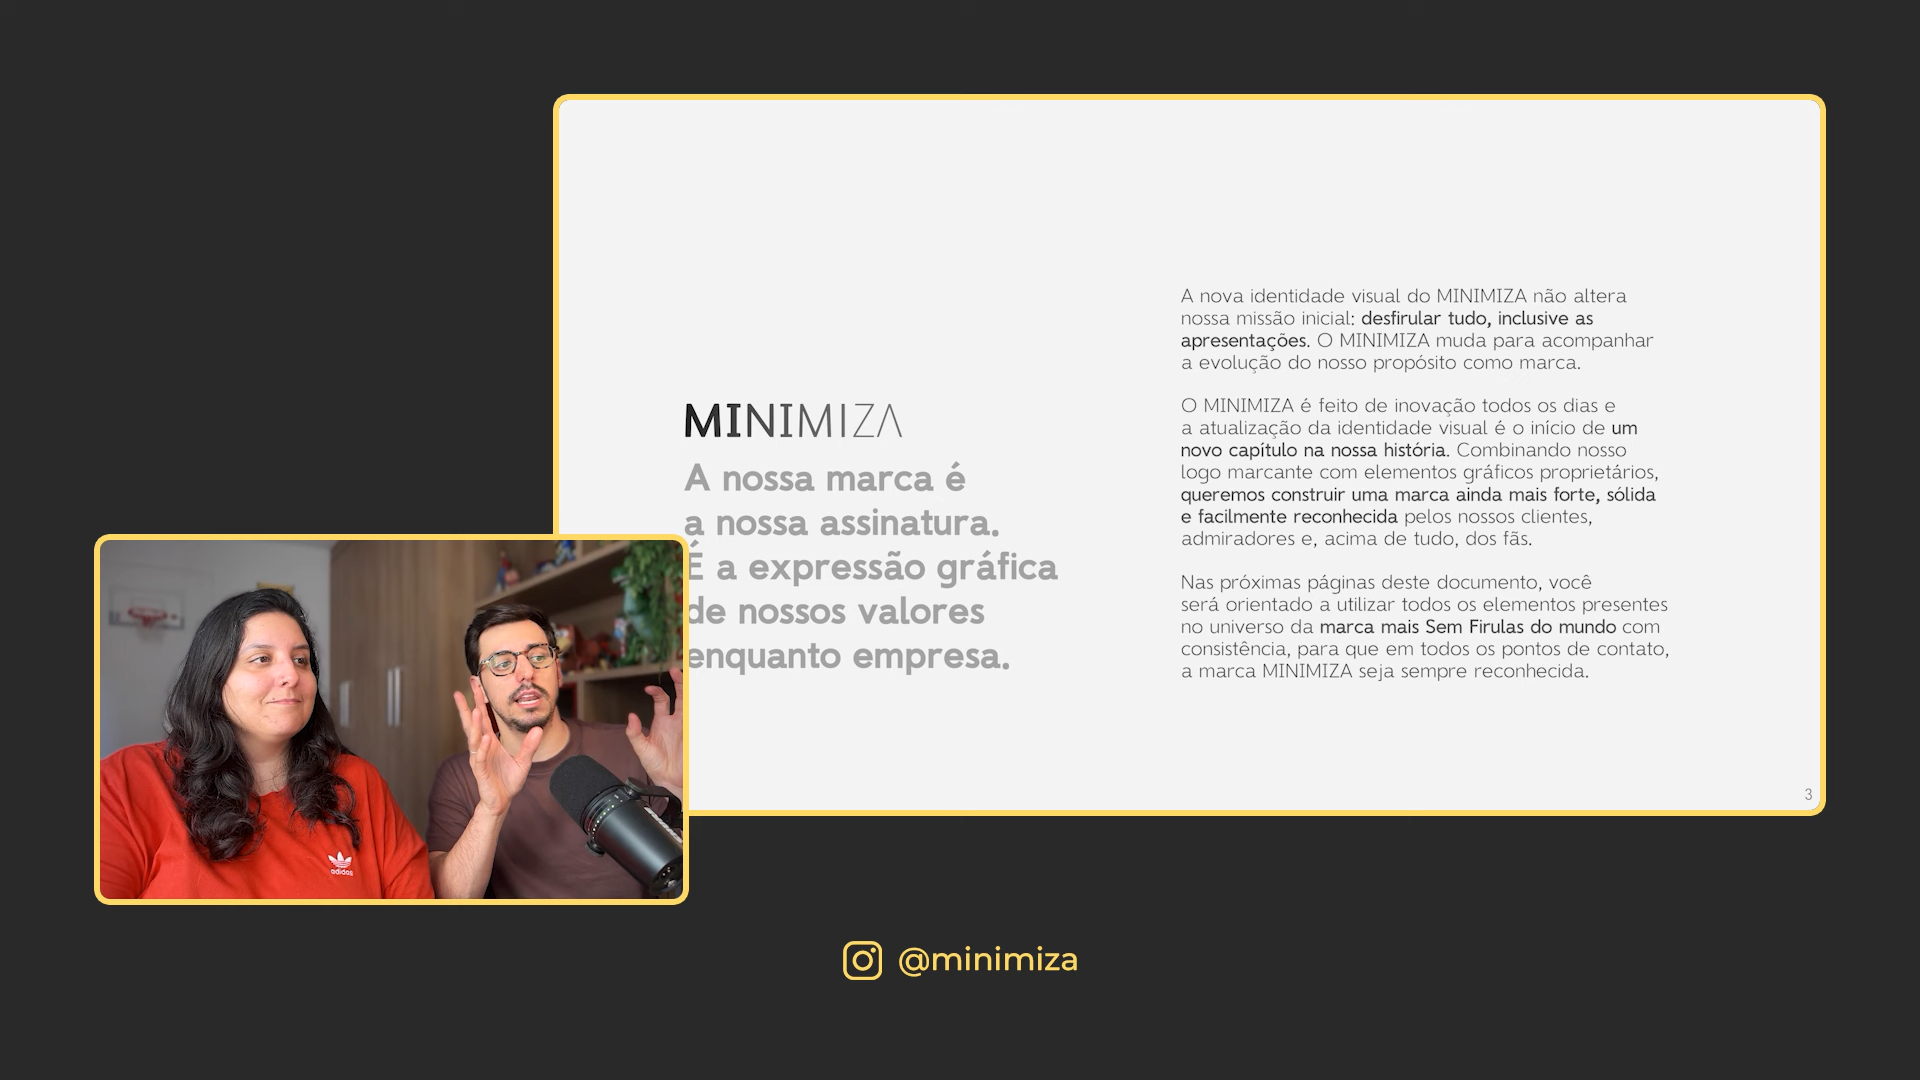 MINIMIZA
A nossa marca é
a nossa assinatura.
É a expressão gráfica
de nossos valores
enquanto empresa.
A nova identidade visual do MINIMIZA não altera
nossa missão inicial: desfirular tudo, inclusive as
apresentações. O MINIMIZA muda para acompanhar
a evolução do nosso propósito como marca.
O MINIMIZA é feito de inovação todos os dias e
a atualização da identidade visual é o início de um
novo capítulo na nossa história. Combinando nosso
logo marcante com elementos gráficos proprietários,
queremos construir uma marca ainda mais forte, sólida
e facilmente reconhecida pelos nossos clientes,
admiradores e, acima de tudo, dos fãs.
Nas próximas páginas deste documento, você
será orientado a utilizar todos os elementos presentes
no universo da marca mais Sem Firulas do mundo com
consistência, para que em todos os pontos de contato,
a marca MINIMIZA seja sempre reconhecida.
3
adidas
@minimiza